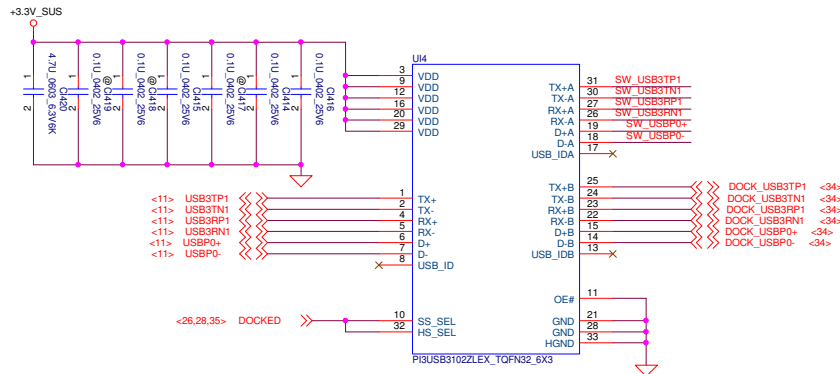 +3.3V_SUS
4.7U_0603_6.3V6K
1
2
C420
0.1U_0402_25V6
1
2
@C419
0.1U_0402_25V6
1
2
@C418
0.1U_0402_25V6
1
2
C415
0.1U_0402_25V6
1
2
@C417
0.1U_0402_25V6
1
2
C414
0.1U_0402_25V6
1
2
C416
UI4
3 VDD
9 VDD
12 VDD
16 VDD
20 VDD
29 VDD
TX+A 31 SW_USB3TP1
TX-A 30 SW_USB3TN1
RX+A 27 SW_USB3RP1
RX-A 26 SW_USB3RN1
D+A 19 SW_USBP0+
D-A 18 SW_USBP0-
USB_IDA 17
<11> USB3TP1 1 TX+
<11> USB3TN1 2 TX-
<11> USB3RP1 4 RX+
<11> USB3RN1 5 RX-
<11> USBP0+ 6 D+
<11> USBP0- 7 D-
8 USB_ID
TX+B 25 DOCK_USB3TP1 <34>
TX-B 24 DOCK_USB3TN1 <34>
RX+B 23 DOCK_USB3RP1 <34>
RX-B 22 DOCK_USB3RN1 <34>
D+B 15 DOCK_USBP0+ <34>
D-B 14 DOCK_USBP0- <34>
USB_IDB 13
<26,28,35> DOCKED 10 SS_SEL
32 HS_SEL
OE# 11
GND 21
GND 28
HGND 33
PI3USB3102ZLEX_TQFN32_6X3